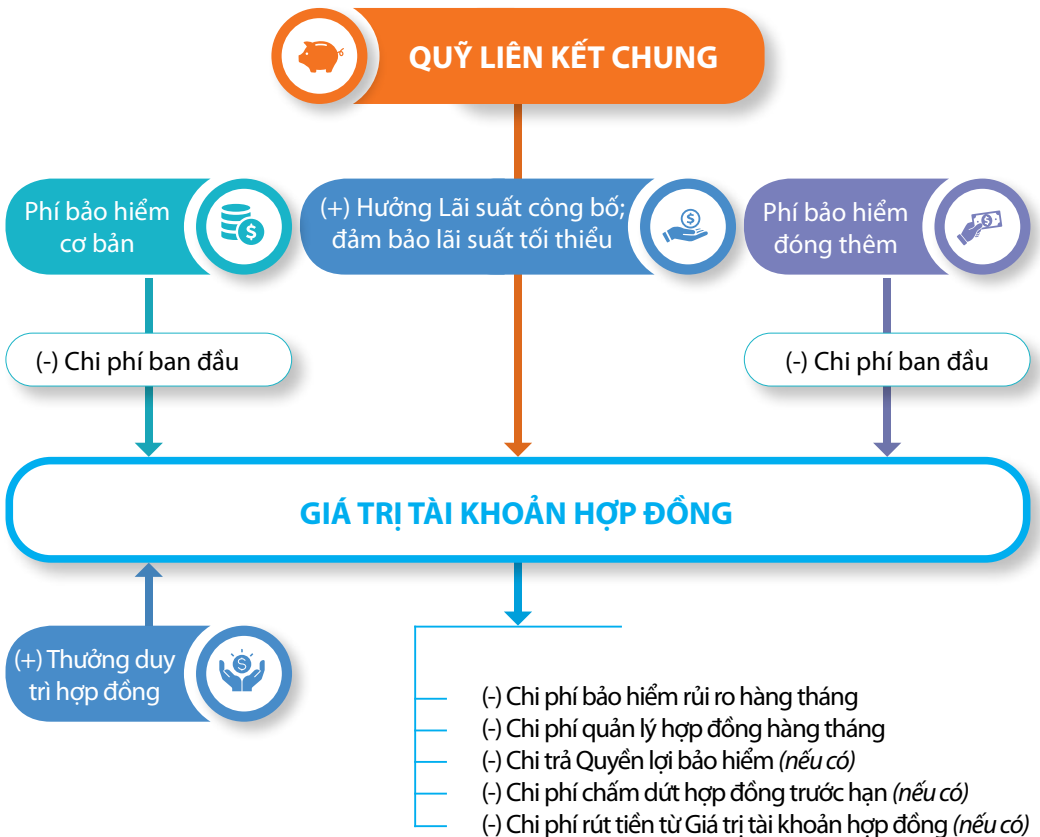 QUỸ LIÊN KẾT CHUNG
Phí bảo hiểm
cơ bản
(+) Hưởng Lãi suất công bố;
đảm bảo lãi suất tối thiểu
Phí bảo hiểm
đóng thêm
(-) Chi phí ban đầu
(-) Chi phí ban đầu
GIÁ TRỊ TÀI KHOẢN HỢP ĐỒNG
(+) Thưởng duy
trì hợp đồng
(-) Chi phí bảo hiểm rủi ro hàng tháng
(-) Chi phí quản lý hợp đồng hàng tháng
(-) Chi trả Quyền lợi bảo hiểm (nếu có)
(-) Chi phí chấm dứt hợp đồng trước hạn (nếu có)
(-) Chi phí rút tiền từ Giá trị tài khoản hợp đồng (nếu có)